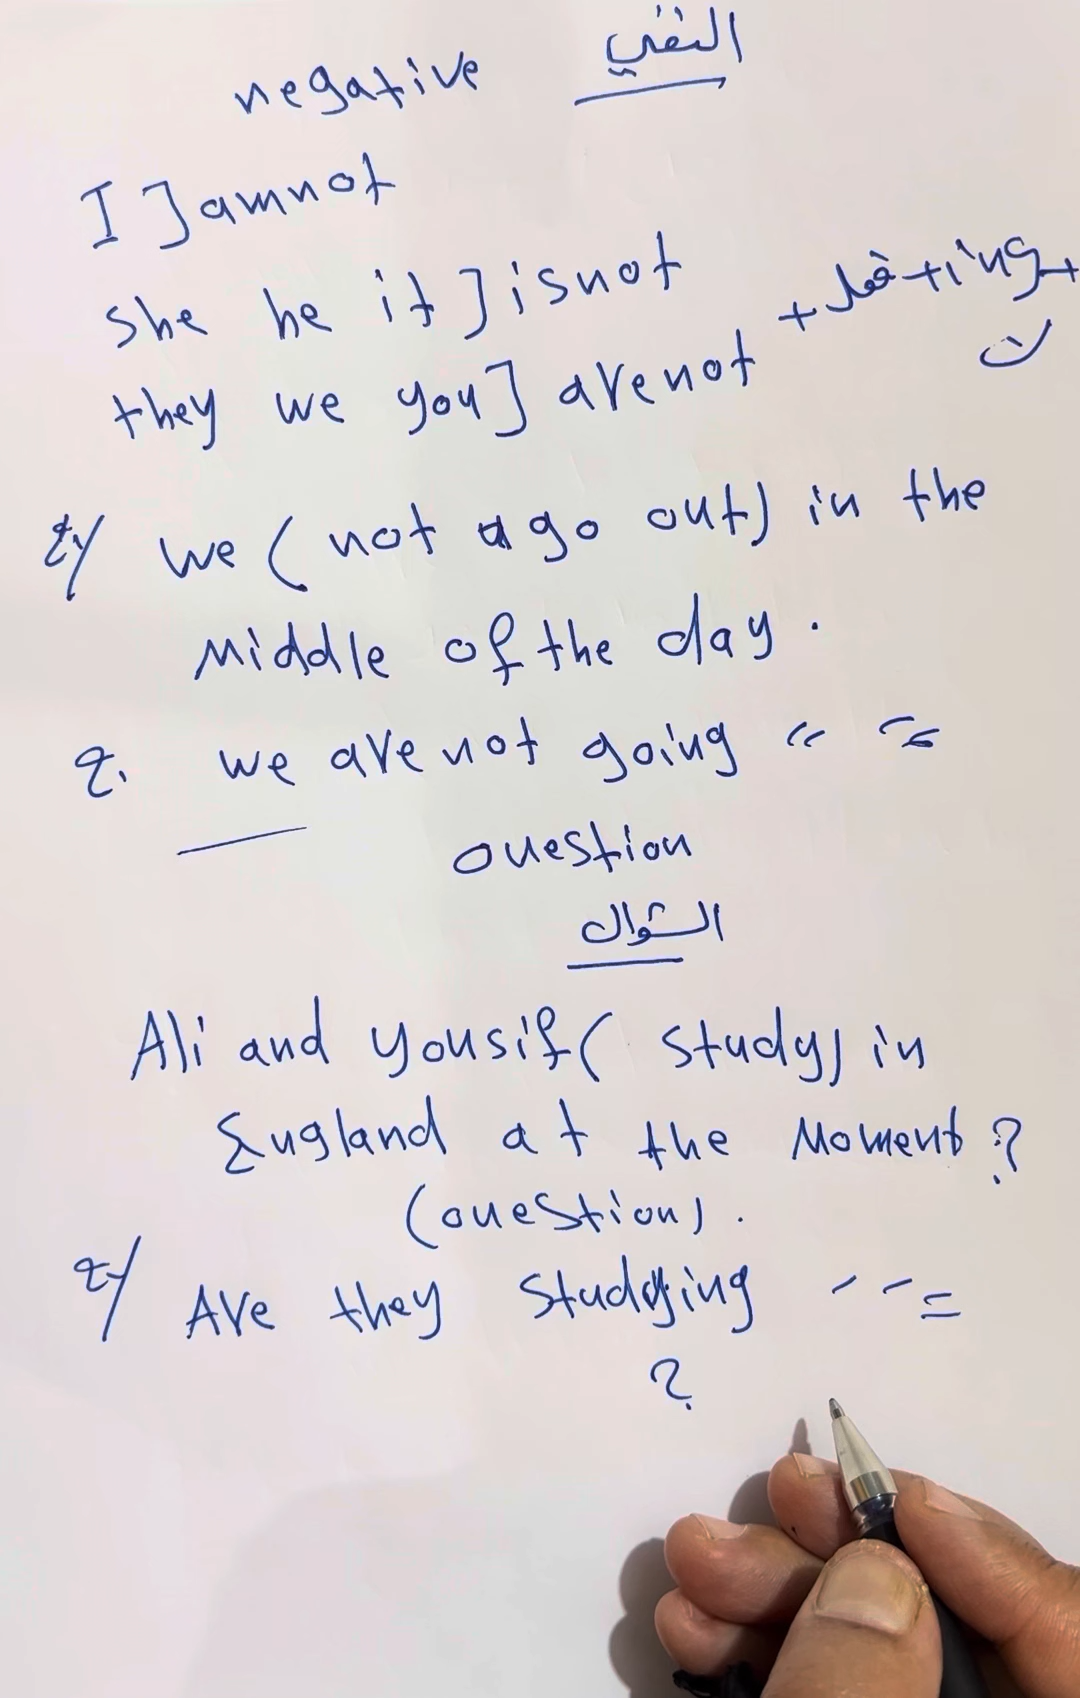 negative النفي
I ] am not
she he it ] is not
they we you ] are not + فعل + ing +
ت
we ( not go out ) in the
Middle of the day .
we are not going " "
ouestion
السؤال
Ali and yousif ( study ) in
England at the Moment ?
(ouestion) .
Are they studying - - =
?